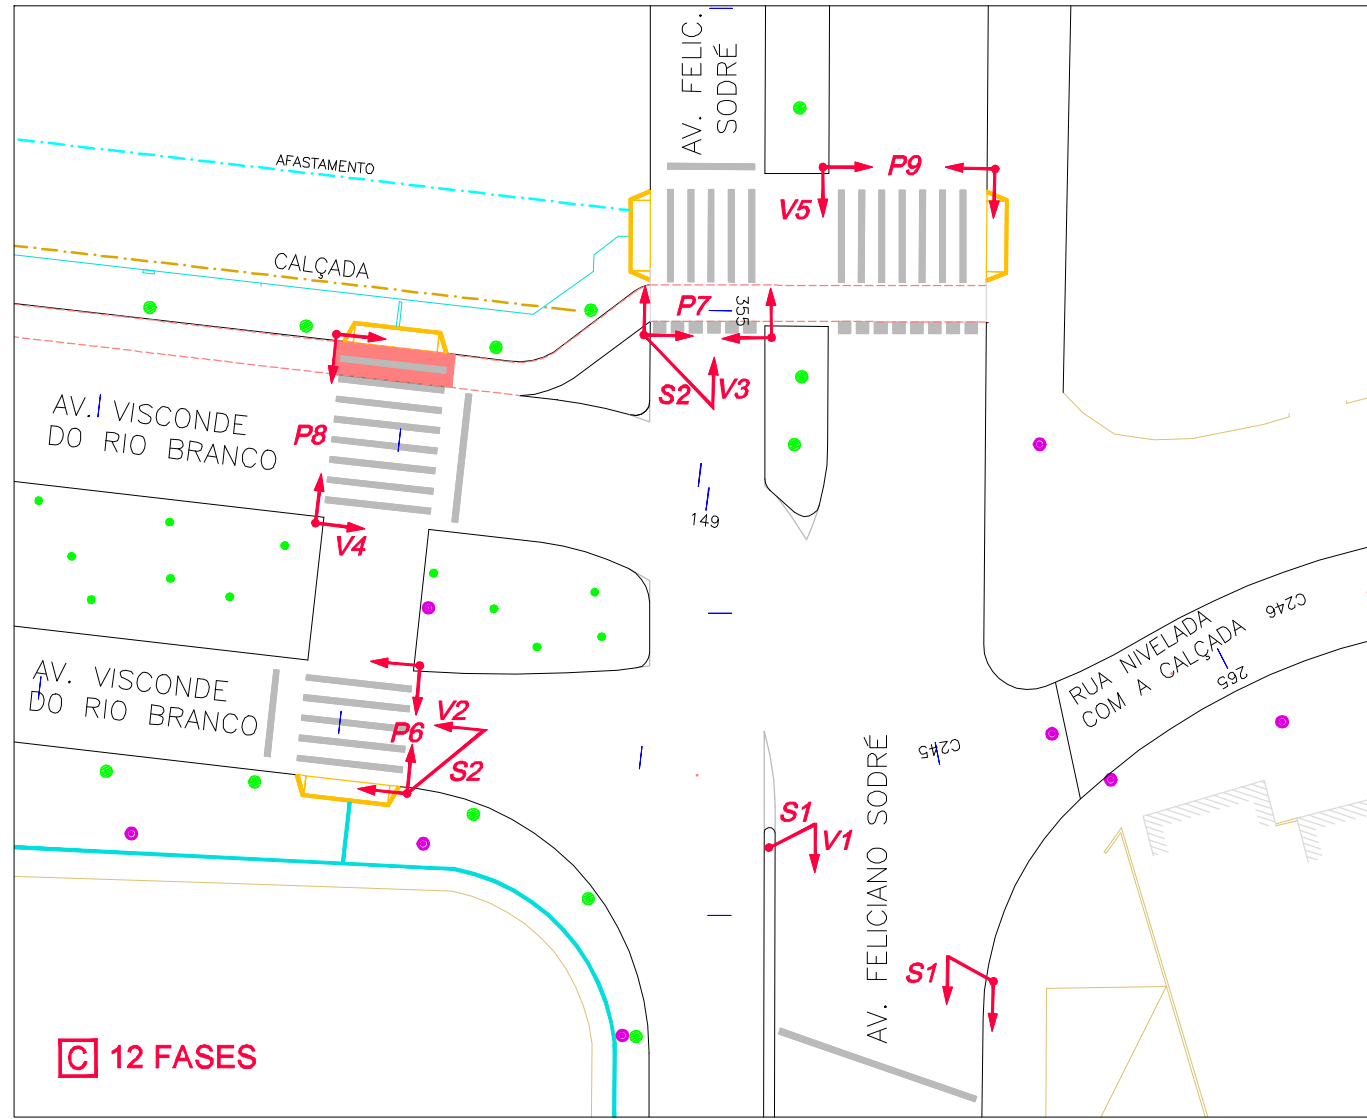 AV. FELIC.
SODRÉ
AFASTAMENTO
P9
V5
CALÇADA
P7
355
S2
V3
AV. VISCONDE
DO RIO BRANCO
P8
149
V4
C246
RUA NIVELADA
COM A CALÇADA
265
AV. VISCONDE
DO RIO BRANCO
V2
P6
S2
C245
AV. FELICIANO SODRÉ
S1
V1
S1
C 12 FASES